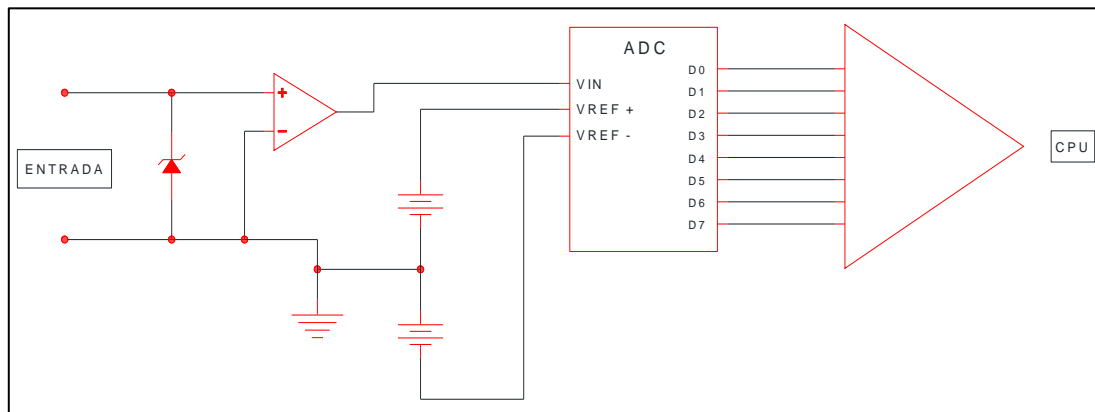 ADC
VIN
VREF+
VREF-
D0
D1
D2
D3
D4
D5
D6
D7
ENTRADA
CPU
+
-